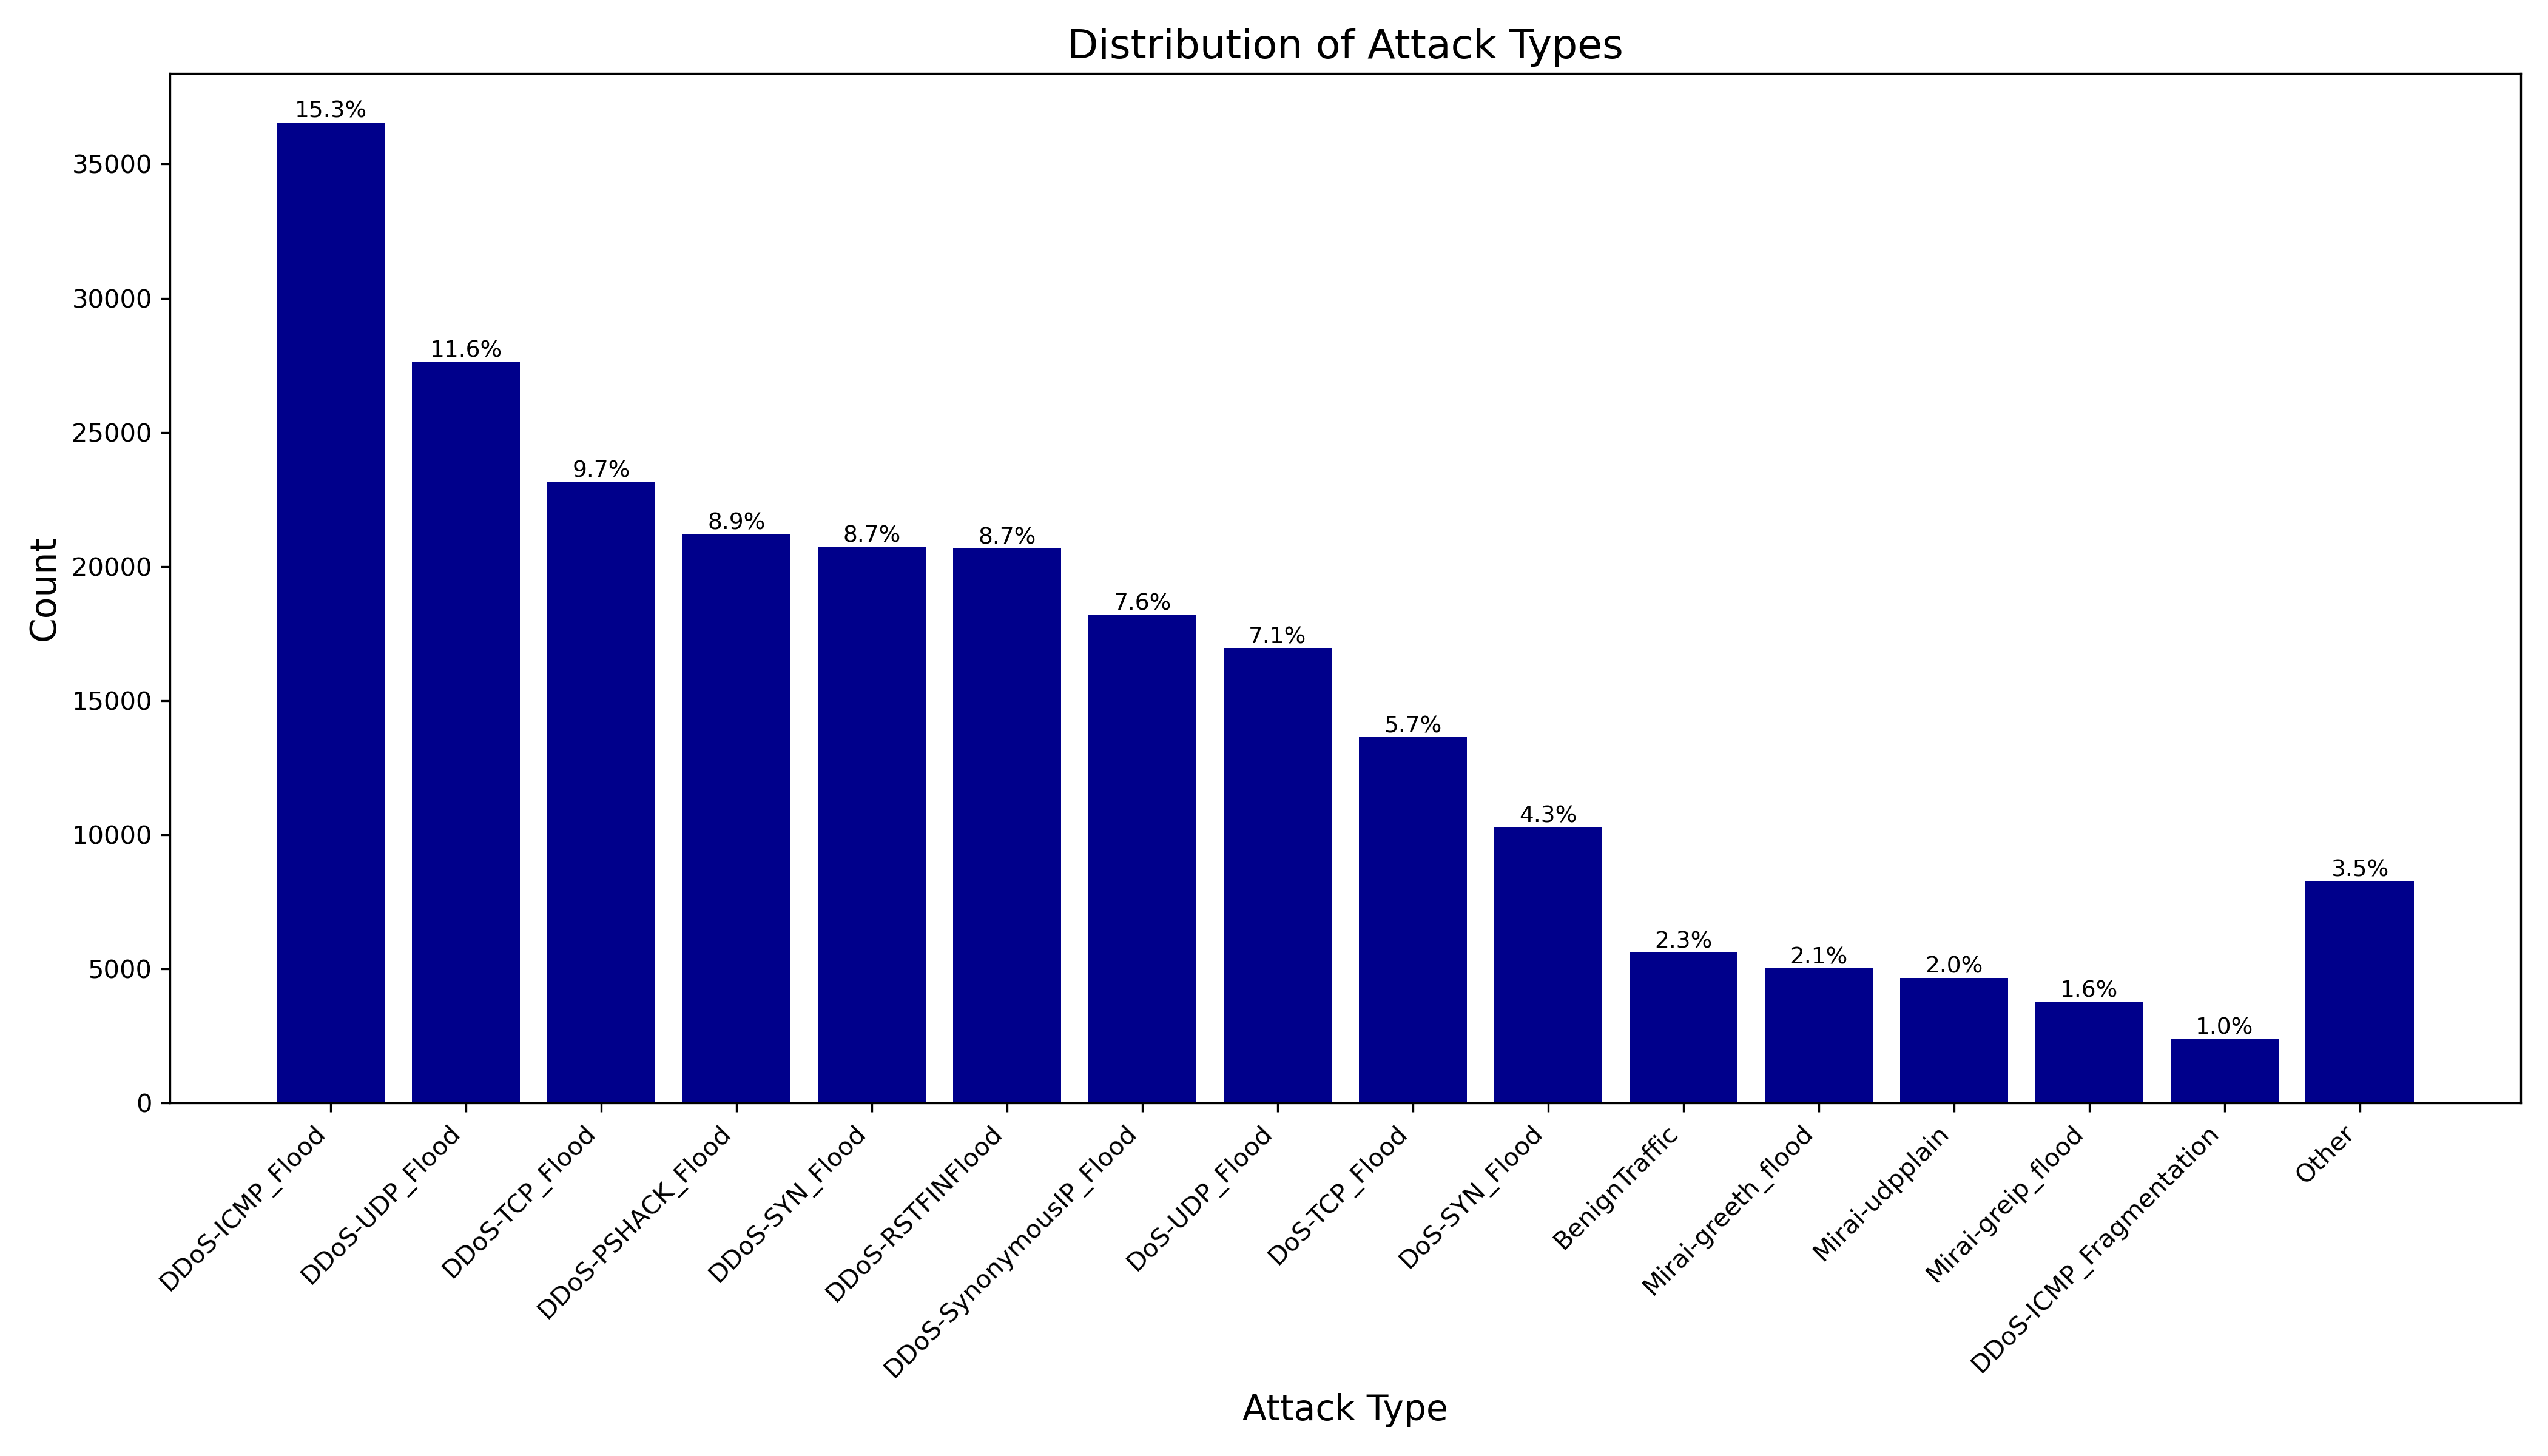 Distribution of Attack Types
Count
35000
30000
25000
20000
15000
10000
5000
0
15.3%
11.6%
9.7%
8.9%
8.7%
8.7%
7.6%
7.1%
5.7%
4.3%
2.3%
2.1%
2.0%
1.6%
1.0%
3.5%
DDoS-ICMP_Flood
DDoS-UDP_Flood
DDoS-TCP_Flood
DDoS-PSHACK_Flood
DDoS-SYN_Flood
DDoS-RSTFINFlood
DDoS-SynonymousIP_Flood
DoS-UDP_Flood
DoS-TCP_Flood
DoS-SYN_Flood
BenignTraffic
Mirai-greeth_flood
Mirai-udpplain
Mirai-greip_flood
DDoS-ICMP_Fragmentation
Other
Attack Type